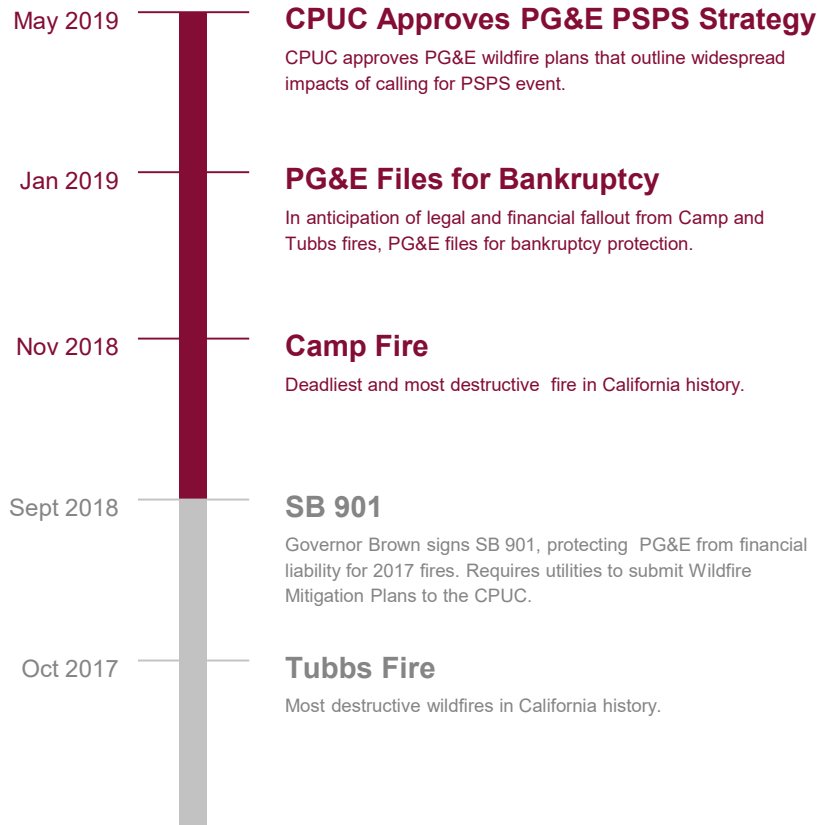 May 2019
CPUC Approves PG&E PSPS Strategy
CPUC approves PG&E wildfire plans that outline widespread
impacts of calling for PSPS event.
Jan 2019
PG&E Files for Bankruptcy
In anticipation of legal and financial fallout from Camp and
Tubbs fires, PG&E files for bankruptcy protection.
Nov 2018
Camp Fire
Deadliest and most destructive  fire in California history.
Sept 2018
SB 901
Governor Brown signs SB 901, protecting  PG&E from financial
liability for 2017 fires. Requires utilities to submit Wildfire
Mitigation Plans to the CPUC.
Oct 2017
Tubbs Fire
Most destructive wildfires in California history.